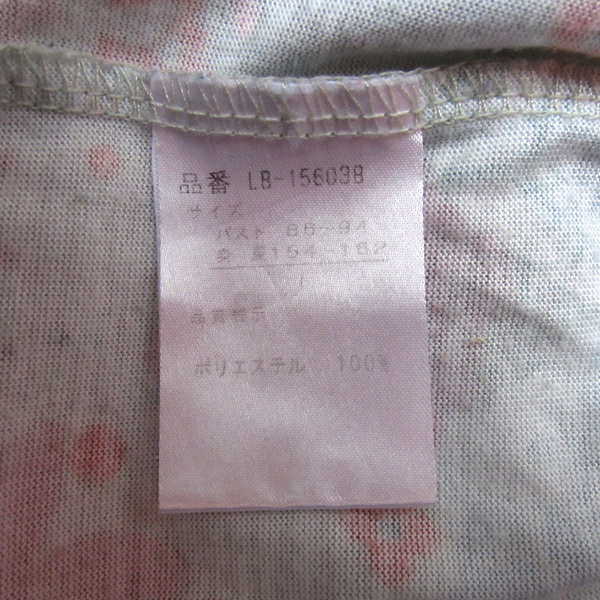 品番 LB-15603B
サイズ
バスト 86-94
身 長154-162
L
品質表示
ポリエステル 100%